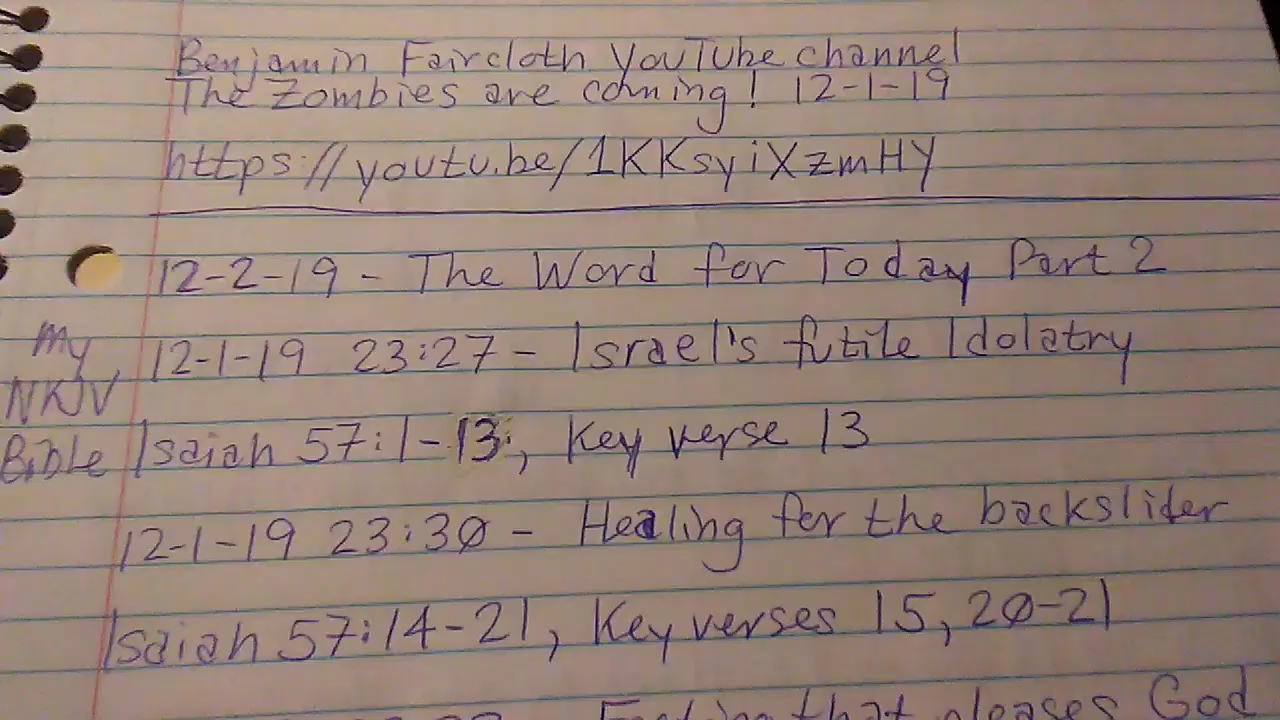 Benjamin Faircloth YouTube channel
The Zombies are coming! 12-1-19
https://youtu.be/1KKsyiXzmHY
12-2-19 - The Word for Today Part 2
My
12-1-19 23:27 - Israel's futile Idolatry
NKJV
Bible
Isaiah 57:1-13, Key verse 13
12-1-19 23:30 - Healing for the backslider
Isaiah 57:14-21, Key verses 15, 20-21
that pleases God